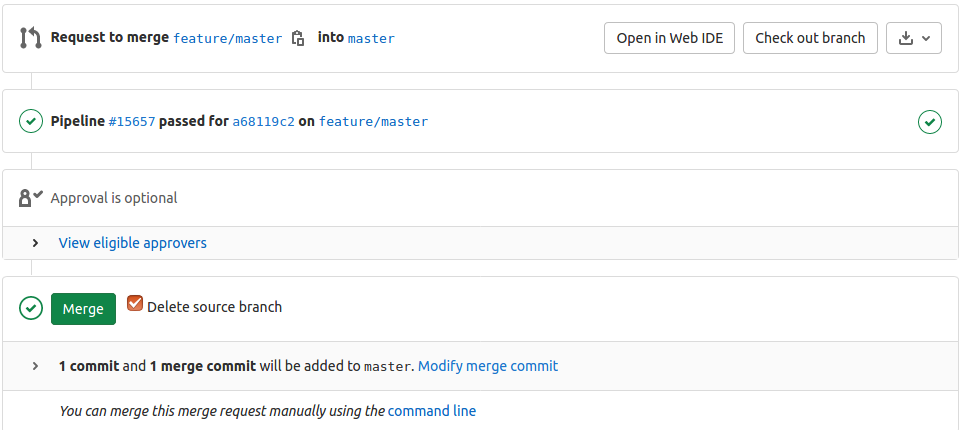 Request to merge feature/master into master Open in Web IDE Check out branch
Pipeline #15657 passed for a68119c2 on feature/master
Approval is optional
View eligible approvers
Merge Delete source branch
1 commit and 1 merge commit will be added to master. Modify merge commit
You can merge this merge request manually using the command line